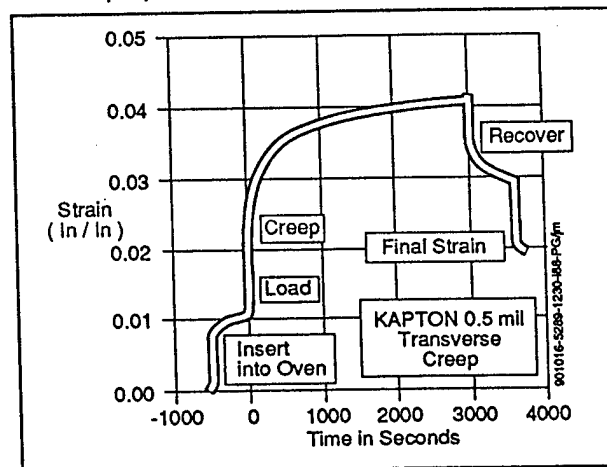 0.05
0.04
0.03
0.02
0.01
0.00
Strain
( In / In )
Recover
Creep
Final Strain
Load
KAPTON 0.5 mil
Transverse
Creep
Insert
into Oven
-1000
0
1000
2000
3000
4000
Time in Seconds